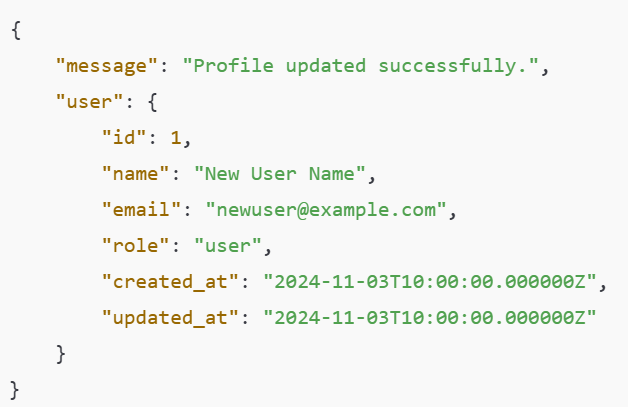 {
    "message": "Profile updated successfully.",
    "user": {
        "id": 1,
        "name": "New User Name",
        "email": "newuser@example.com",
        "role": "user",
        "created_at": "2024-11-03T10:00:00.000000Z",
        "updated_at": "2024-11-03T10:00:00.000000Z"
    }
}